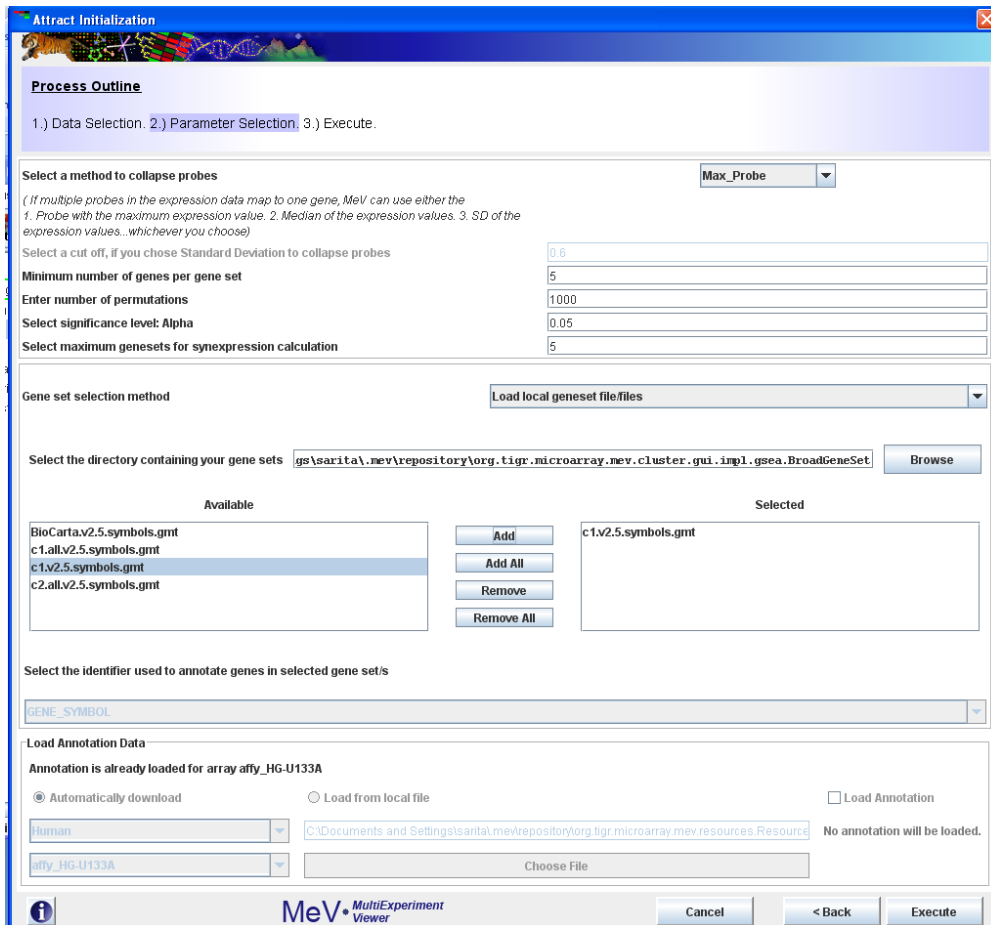 Attract Initialization
Process Outline
1.) Data Selection. 2.) Parameter Selection. 3.) Execute.
Select a method to collapse probes Max_Probe
( If multiple probes in the expression data map to one gene, MeV can use either the
1. Probe with the maximum expression value. 2. Median of the expression values. 3. SD of the
expression values...whichever you choose)
Select a cut off, if you chose Standard Deviation to collapse probes 0.6
Minimum number of genes per gene set 5
Enter number of permutations 1000
Select significance level: Alpha 0.05
Select maximum genesets for synexpression calculation 5
Gene set selection method Load local geneset file/files
Select the directory containing your gene sets gs\sarita\.mev\repository\org.tigr.microarray.mev.cluster.gui.impl.gsea.BroadGeneSet Browse
Available Selected
BioCarta.v2.5.symbols.gmt Add c1.v2.5.symbols.gmt
c1.all.v2.5.symbols.gmt
c1.v2.5.symbols.gmt Add All
c2.all.v2.5.symbols.gmt Remove
Remove All
Select the identifier used to annotate genes in selected gene set/s
GENE_SYMBOL
Load Annotation Data
Annotation is already loaded for array affy_HG-U133A
Automatically download Load from local file Load Annotation
Human C:\Documents and Settings\sarita\.mev\repository\org.tigr.microarray.mev.resources.Resource No annotation will be loaded.
affy_HG-U133A Choose File
MeV MultiExperiment Viewer Cancel < Back Execute